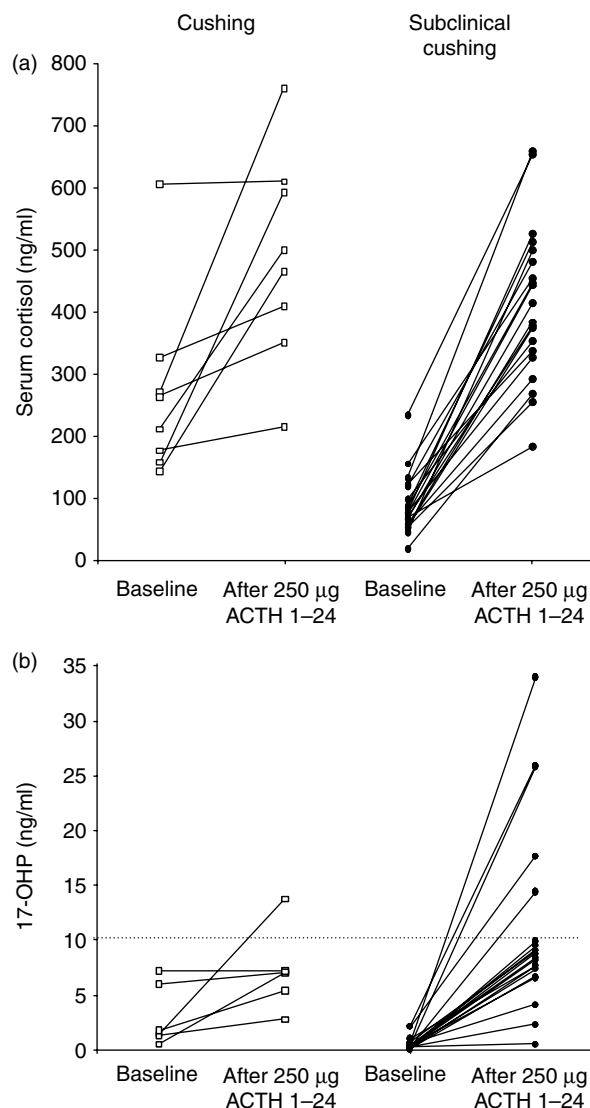 Cushing
Subclinical
cushing
(a)
800
700
600
500
400
300
200
100
0
Serum cortisol (ng/ml)
Baseline
After 250 µg
ACTH 1–24
Baseline
After 250 µg
ACTH 1–24
(b)
35
30
25
20
15
10
5
0
17-OHP (ng/ml)
Baseline
After 250 µg
ACTH 1–24
Baseline
After 250 µg
ACTH 1–24